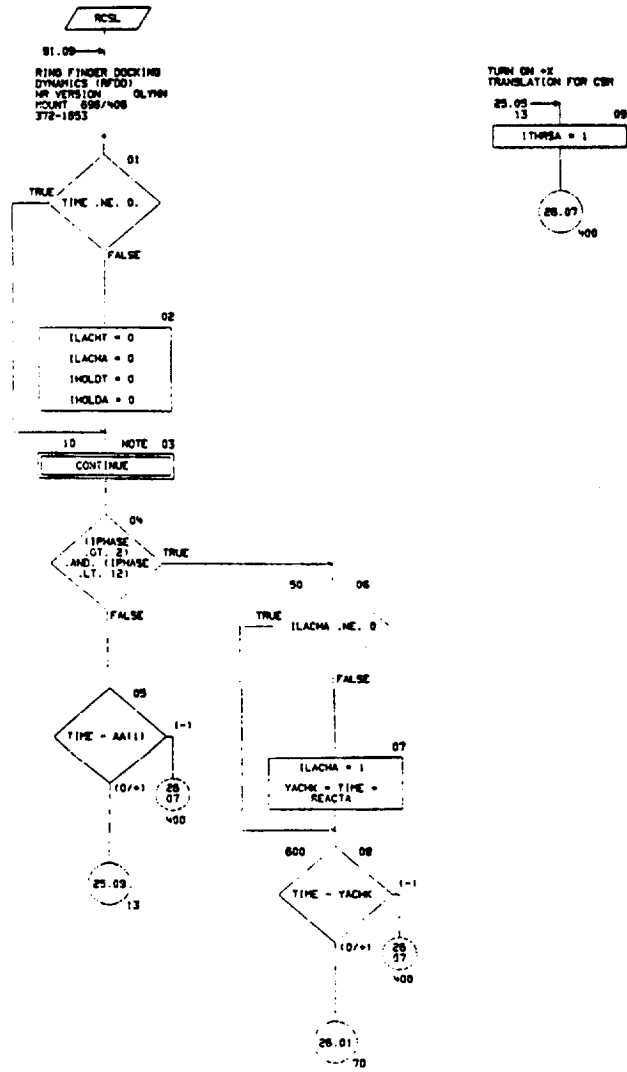 RCSL
91.09
RING FINDER DOCKING
DYNAMICS (RFDD)
NR VERSION OLYNN
MOUNT 698/408
372-1853
01
TRUE
TIME .NE. 0.
FALSE
02
ILACHT = 0
ILACHA = 0
IHOLDT = 0
IHOLDA = 0
10 NOTE 03
CONTINUE
04
(IPHASE
.GT. 2)
.AND. (IPHASE
.LT. 12)
TRUE
FALSE
05
TIME - AA(1)
(-)
(0/+)
26
07
400
25.09
13
50 06
TRUE
ILACHA .NE. 0
FALSE
07
ILACHA = 1
YACHK = TIME +
REACTA
600 08
TIME - YACHK
(-)
(0/+)
26
07
400
26.01
70
TURN ON +X
TRANSLATION FOR CSM
25.05
13 09
ITHRSA = 1
26.07
400